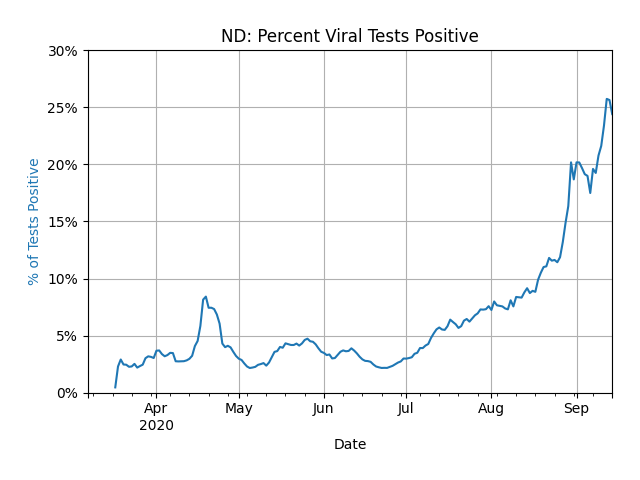 ND: Percent Viral Tests Positive
30%
25%
20%
15%
10%
5%
0%
% of Tests Positive
Apr May Jun Jul Aug Sep
2020
Date